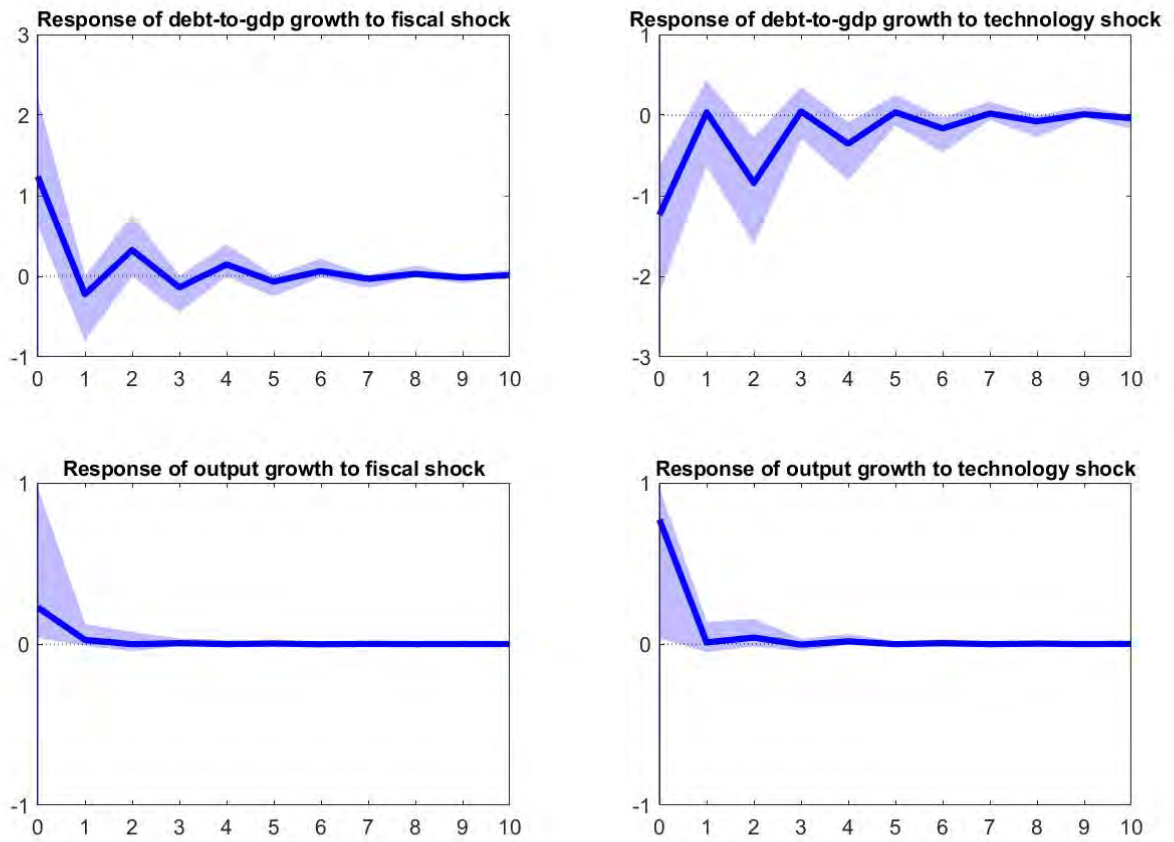 Response of debt-to-gdp growth to fiscal shock
3
2
1
0
-1
0 1 2 3 4 5 6 7 8 9 10
Response of debt-to-gdp growth to technology shock
1
0
-1
-2
-3
0 1 2 3 4 5 6 7 8 9 10
Response of output growth to fiscal shock
1
0
-1
0 1 2 3 4 5 6 7 8 9 10
Response of output growth to technology shock
1
0
-1
0 1 2 3 4 5 6 7 8 9 10